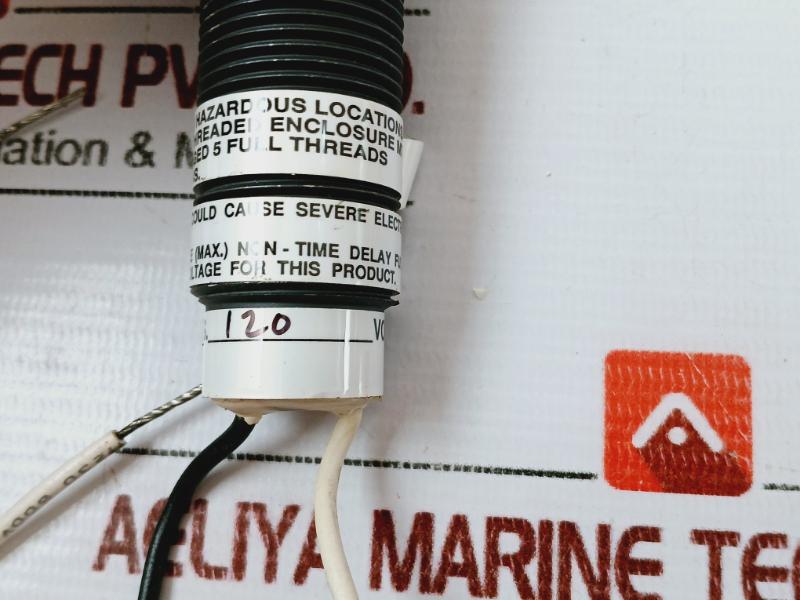 ECH PV
ation & 
HAZARDOUS LOCATION
READED ENCLOSURE M
ED 5 FULL THREADS
S.
OULD CAUSE SEVERE ELECT
E (MAX.) NON - TIME DELAY F
LTAGE FOR THIS PRODUCT.
120 VO
AELIYA MARINE TE